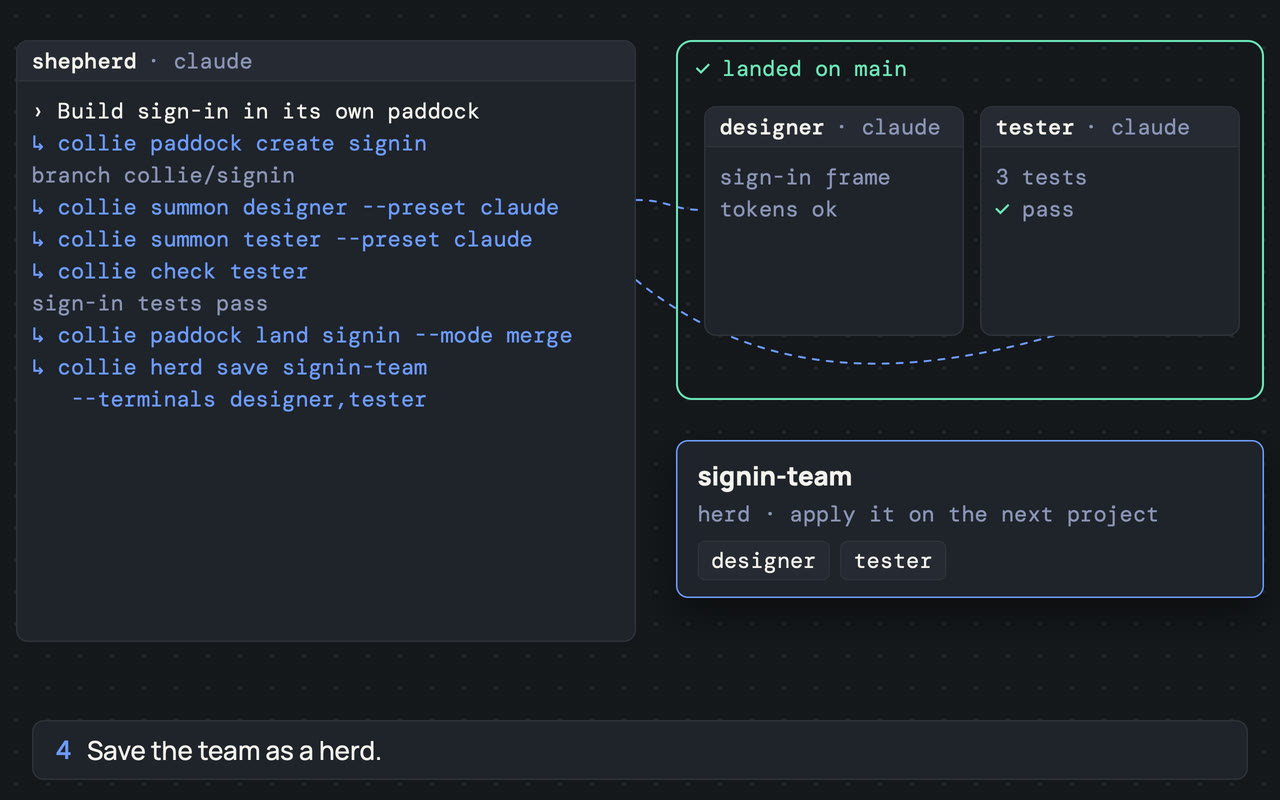 shepherd · claude
› Build sign-in in its own paddock
↳ collie paddock create signin
branch collie/signin
↳ collie summon designer --preset claude
↳ collie summon tester --preset claude
↳ collie check tester
sign-in tests pass
↳ collie paddock land signin --mode merge
↳ collie herd save signin-team
--terminals designer,tester
✓ landed on main
designer · claude
sign-in frame
tokens ok
tester · claude
3 tests
✓ pass
signin-team
herd · apply it on the next project
designer
tester
4 Save the team as a herd.